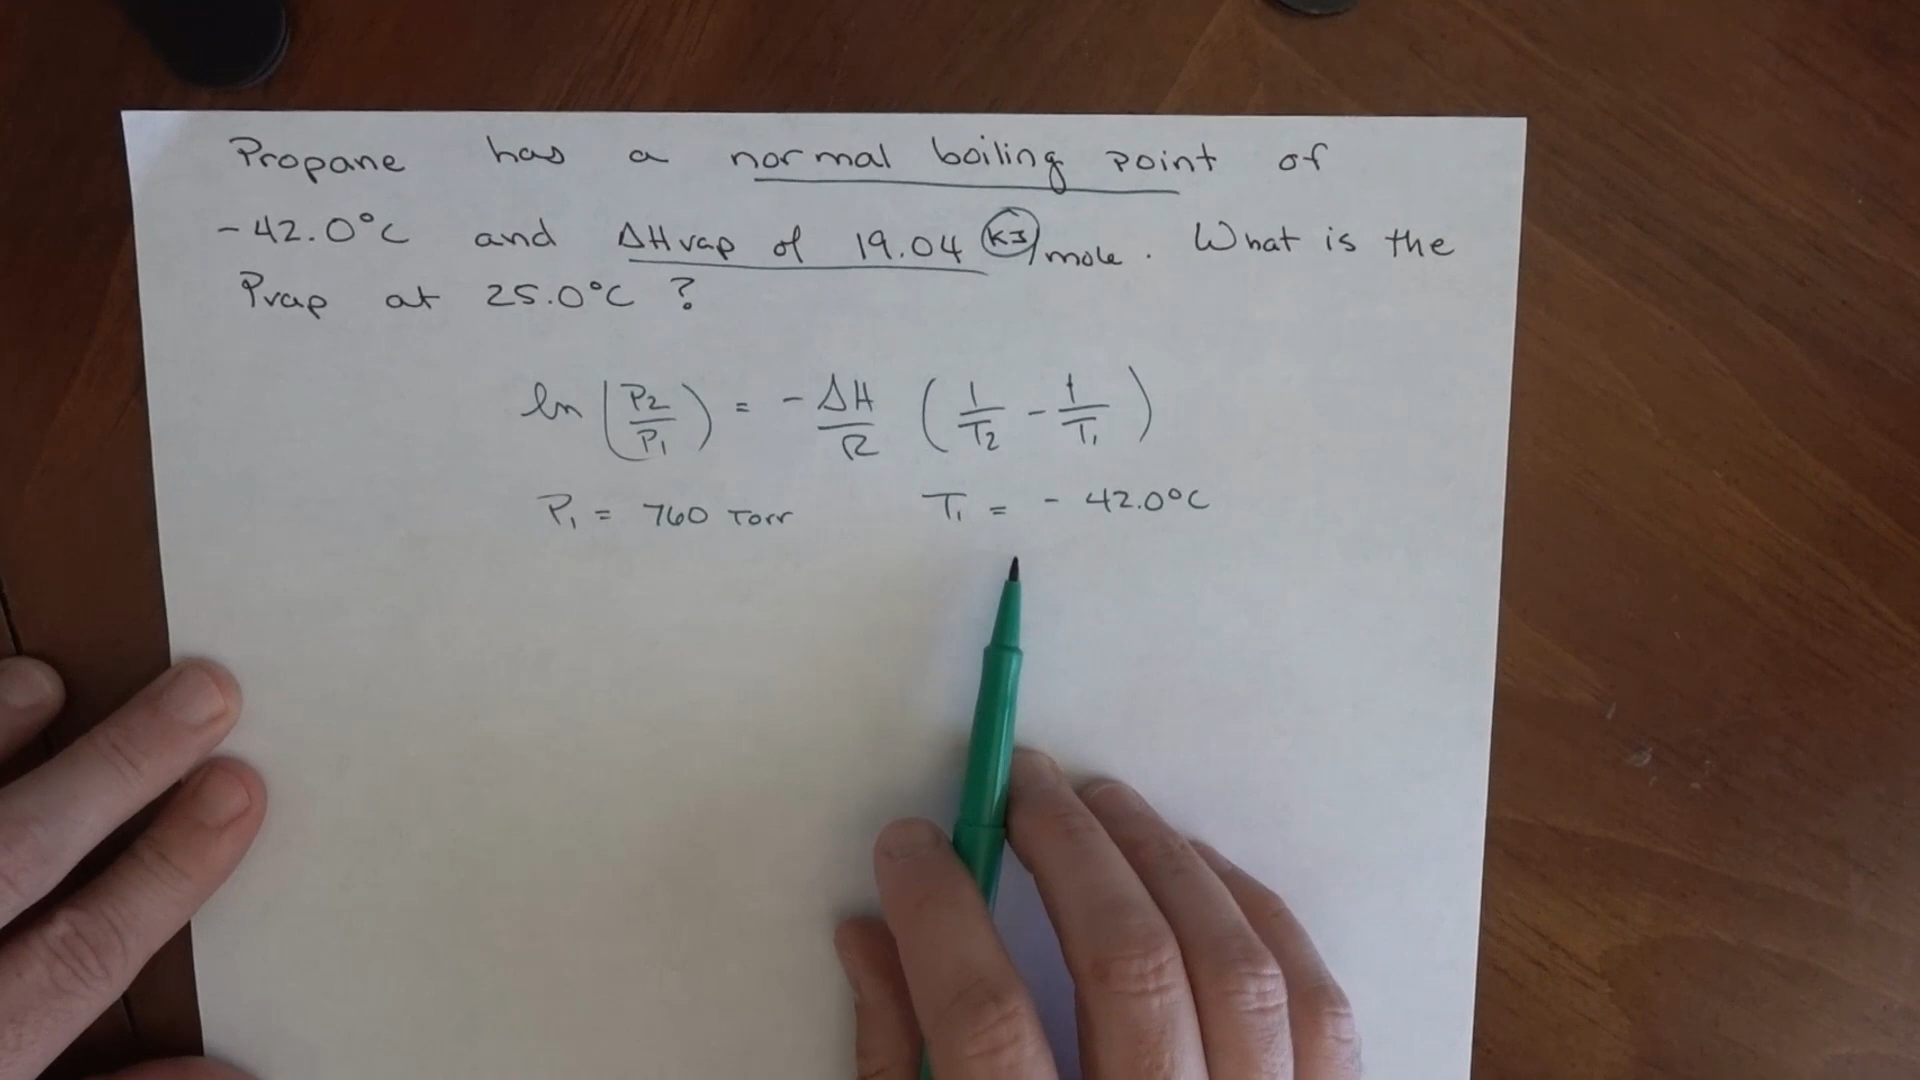 Propane has a normal boiling point of
-42.0°C and ΔHvap of 19.04 KJ/mole. What is the
Pvap at 25.0°C ?
ln (P2/P1) = -ΔH/R (1/T2 - 1/T1)
P1 = 760 Torr T1 = -42.0°C